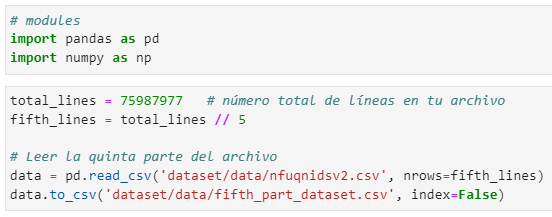 # modules
import pandas as pd
import numpy as np
total_lines = 75987977   # número total de líneas en tu archivo
fifth_lines = total_lines // 5
# Leer la quinta parte del archivo
data = pd.read_csv('dataset/data/nfuqnidsv2.csv', nrows=fifth_lines)
data.to_csv('dataset/data/fifth_part_dataset.csv', index=False)